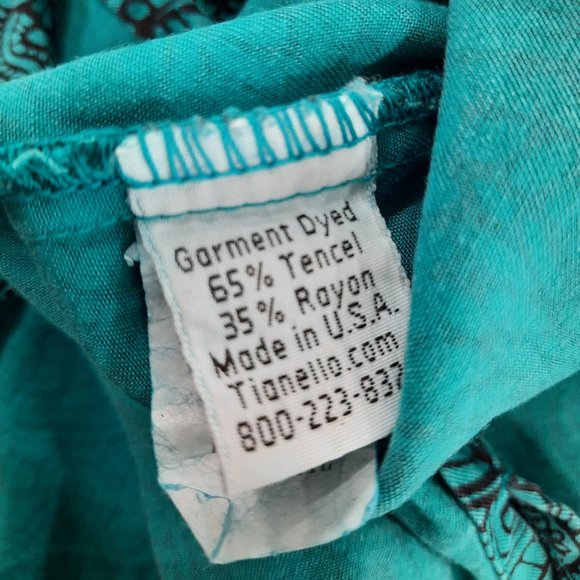 Garment Dyed
65% Tencel
35% Rayon
Made in U.S.A.
Tianello.com
800-223-837